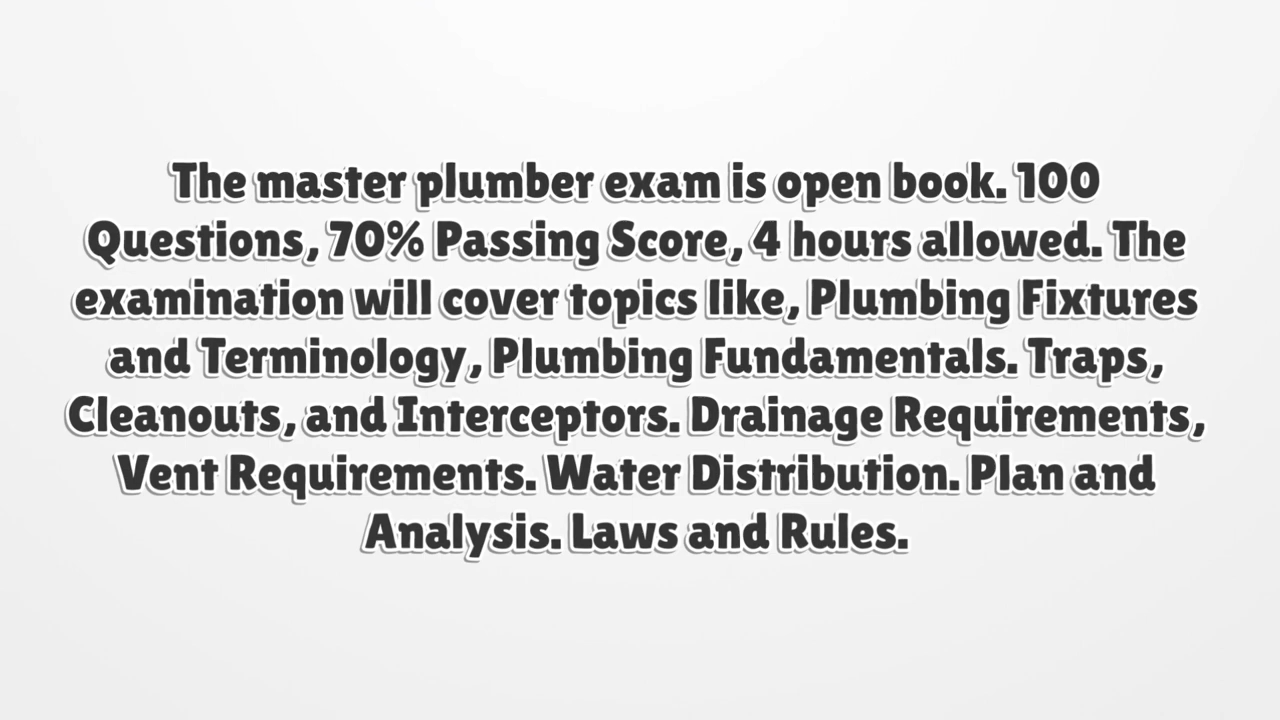 The master plumber exam is open book. 100
Questions, 70% Passing Score, 4 hours allowed. The
examination will cover topics like, Plumbing Fixtures
and Terminology, Plumbing Fundamentals. Traps,
Cleanouts, and Interceptors. Drainage Requirements,
Vent Requirements. Water Distribution. Plan and
Analysis. Laws and Rules.